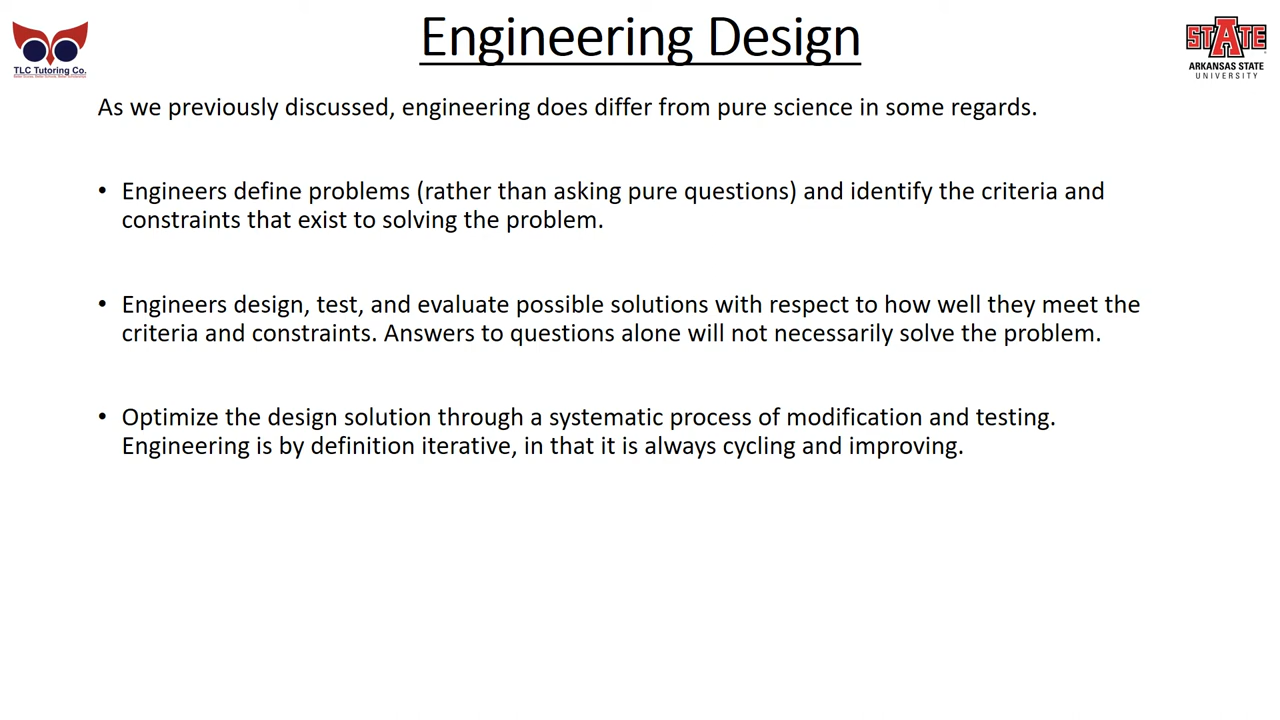 Engineering Design
TLC Tutoring Co.
STATE
ARKANSAS STATE
UNIVERSITY
As we previously discussed, engineering does differ from pure science in some regards.
• Engineers define problems (rather than asking pure questions) and identify the criteria and
constraints that exist to solving the problem.
• Engineers design, test, and evaluate possible solutions with respect to how well they meet the
criteria and constraints. Answers to questions alone will not necessarily solve the problem.
• Optimize the design solution through a systematic process of modification and testing.
Engineering is by definition iterative, in that it is always cycling and improving.